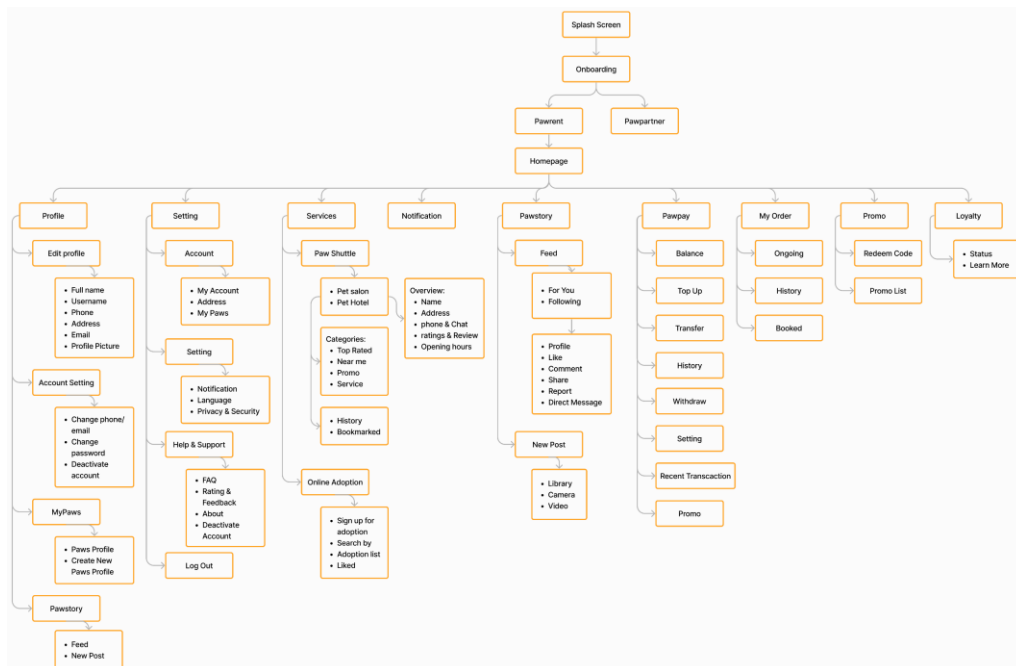 Splash Screen
Onboarding
Pawrent
Pawpartner
Homepage
Profile
Setting
Services
Notification
Pawstory
Pawpay
My Order
Promo
Loyalty
Edit profile
• Full name
• Username
• Phone
• Address
• Email
• Profile Picture
Account Setting
• Change phone/
email
• Change
password
• Deactivate
account
MyPaws
• Paws Profile
• Create New
Paws Profile
Pawstory
• Feed
• New Post
Account
• My Account
• Address
• My Paws
Setting
• Notification
• Language
• Privacy & Security
Help & Support
• FAQ
• Rating &
Feedback
• About
• Deactivate
Account
Log Out
Paw Shuttle
• Pet salon
• Pet Hotel
Overview:
• Name
• Address
• phone & Chat
• ratings & Review
• Opening hours
Categories:
• Top Rated
• Near me
• Promo
• Service
• History
• Bookmarked
Online Adoption
• Sign up for
adoption
• Search by
• Adoption list
• Liked
Feed
• For You
• Following
• Profile
• Like
• Comment
• Share
• Report
• Direct Message
New Post
• Library
• Camera
• Video
Balance
Top Up
Transfer
History
Withdraw
Setting
Recent Transcaction
Promo
Ongoing
History
Booked
Redeem Code
Promo List
• Status
• Learn More